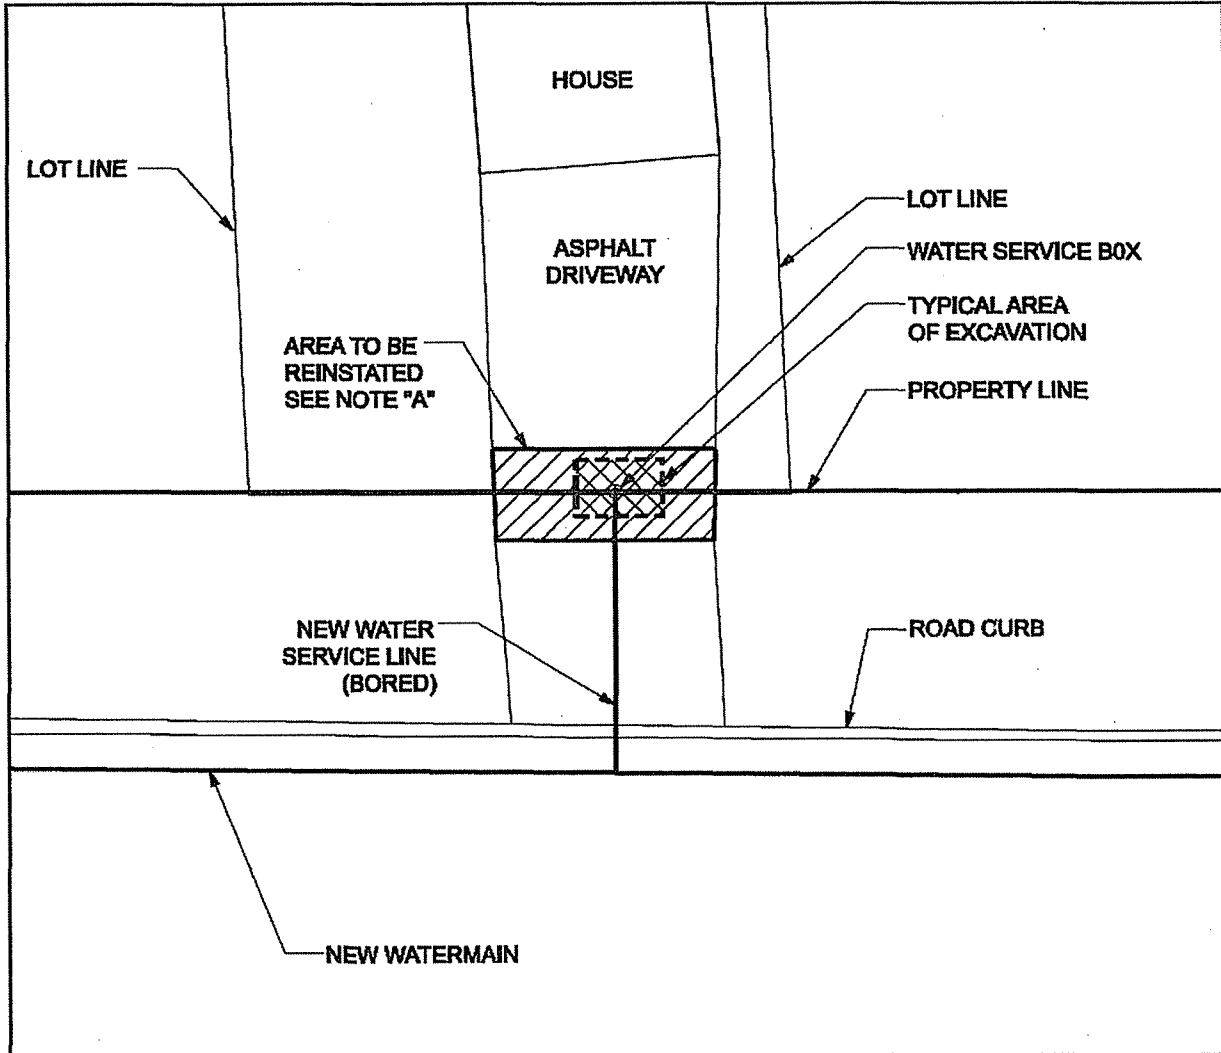 HOUSE
LOT LINE
ASPHALT
DRIVEWAY
LOT LINE
WATER SERVICE B0X
TYPICAL AREA
OF EXCAVATION
AREA TO BE
REINSTATED
SEE NOTE "A"
PROPERTY LINE
NEW WATER
SERVICE LINE
(BORED)
ROAD CURB
NEW WATERMAIN